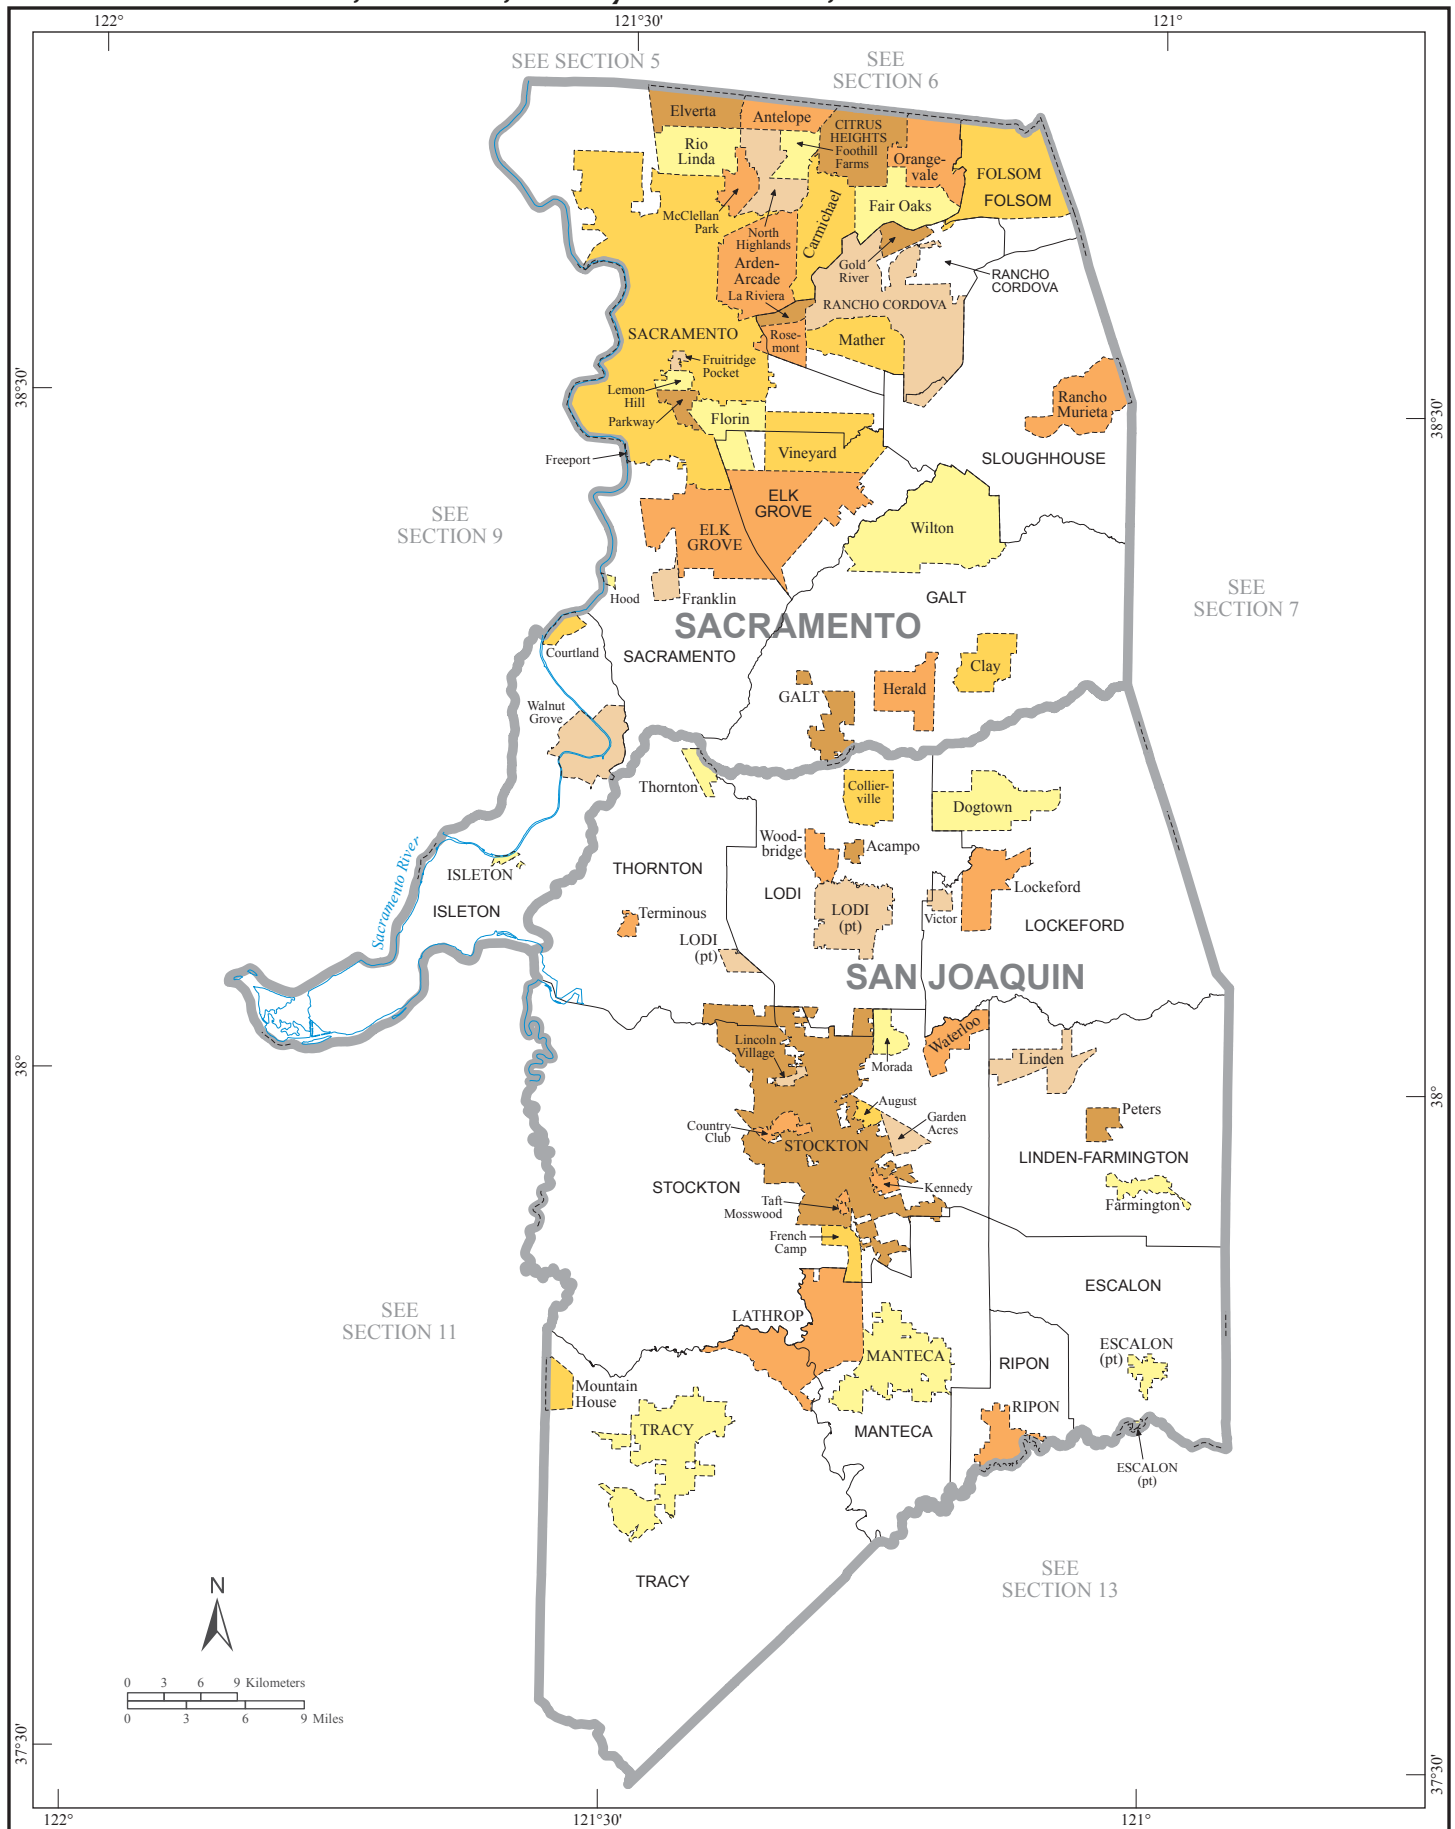 122°
121°30'
121°
SEE SECTION 5
SEE
SECTION 6
Elverta
Antelope
CITRUS
HEIGHTS
Foothill
Farms
Rio
Linda
Orange-
vale
FOLSOM
FOLSOM
McClellan
Park
North
Highlands
Carmichael
Fair Oaks
Arden-
Arcade
Gold
River
RANCHO
CORDOVA
La Riviera
RANCHO CORDOVA
SACRAMENTO
Rose-
mont
Mather
Fruitridge
Pocket
Lemon
Hill
Parkway
Florin
Rancho
Murieta
38°30'
38°30'
Freeport
Vineyard
SLOUGHHOUSE
ELK
GROVE
ELK
GROVE
Wilton
SEE
SECTION 9
SEE
SECTION 7
Hood
Franklin
GALT
SACRAMENTO
Courtland
SACRAMENTO
Clay
Herald
GALT
Walnut
Grove
Thornton
Collier-
ville
Dogtown
Wood-
bridge
Acampo
Sacramento River
ISLETON
ISLETON
THORNTON
LODI
Lockeford
LODI
(pt)
Victor
LOCKEFORD
Terminous
LODI
(pt)
SAN JOAQUIN
Lincoln
Village
Morada
Waterloo
Linden
38°
38°
August
Garden
Acres
Peters
Country
Club
STOCKTON
LINDEN-FARMINGTON
STOCKTON
Kennedy
Taft
Mosswood
Farmington
French
Camp
ESCALON
SEE
SECTION 11
LATHROP
MANTECA
RIPON
ESCALON
(pt)
Mountain
House
TRACY
MANTECA
RIPON
ESCALON
(pt)
TRACY
SEE
SECTION 13
N
0 3 6 9 Kilometers
0 3 6 9 Miles
37°30'
37°30'
122°
121°30'
121°